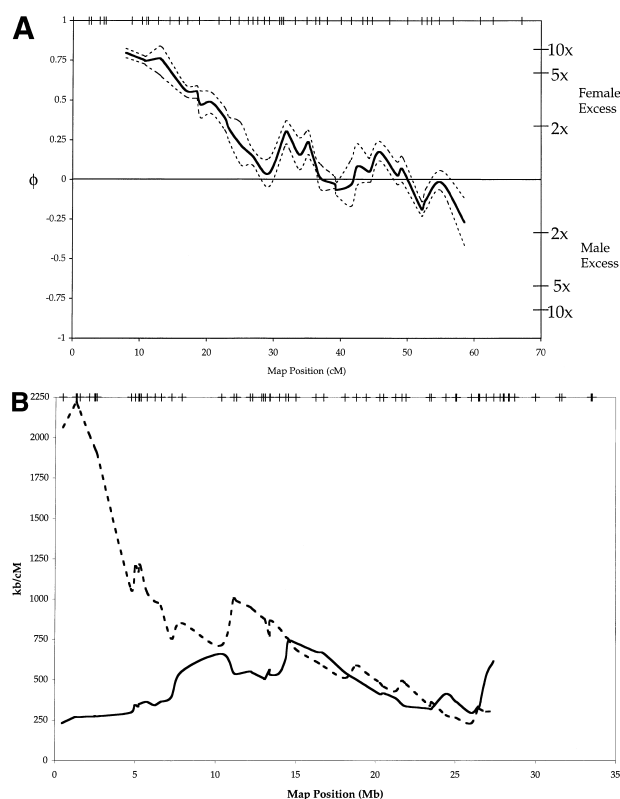 A
1
0.75
0.5
0.25
0
-0.25
-0.5
-0.75
-1
ϕ
10x
5x
Female
Excess
2x
2x
Male
Excess
5x
10x
0 10 20 30 40 50 60 70
Map Position (cM)
B
2250
2000
1750
1500
1250
1000
750
500
250
0
kb/cM
0 5 10 15 20 25 30 35
Map Position (Mb)